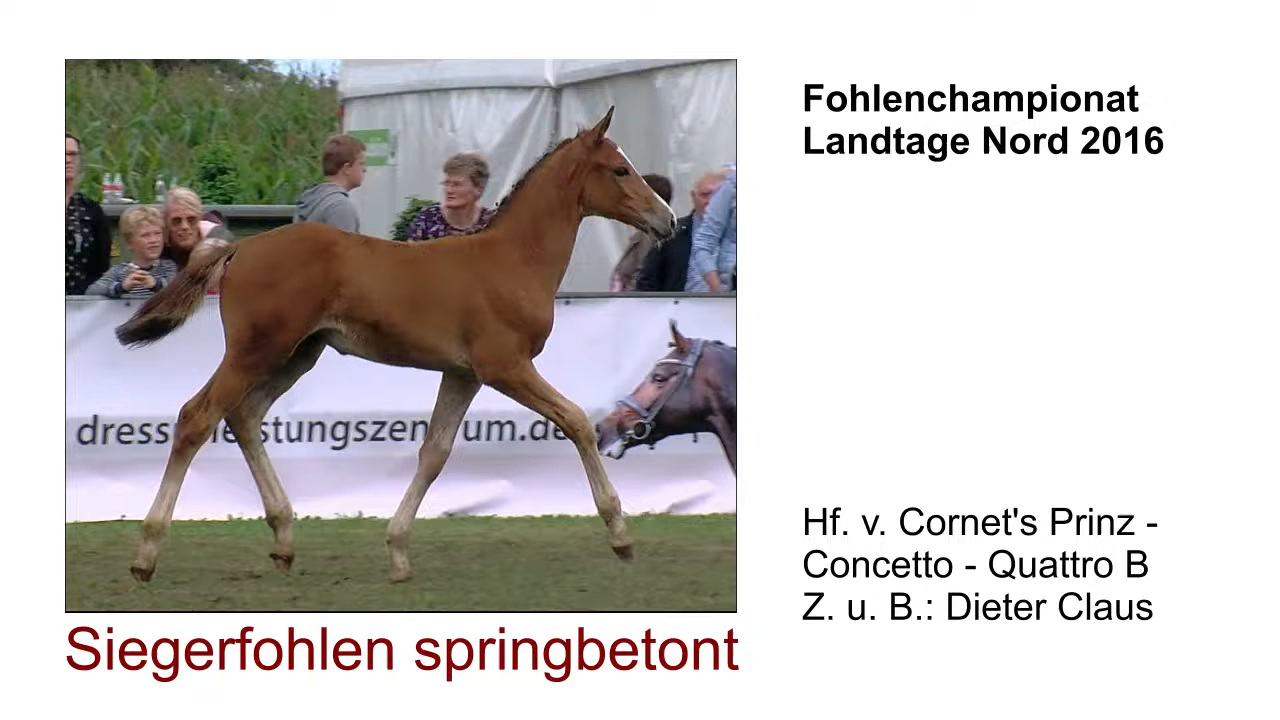 Fohlenchampionat
Landtage Nord 2016
Hf. v. Cornet's Prinz -
Concetto - Quattro B
Z. u. B.: Dieter Claus
Siegerfohlen springbetont